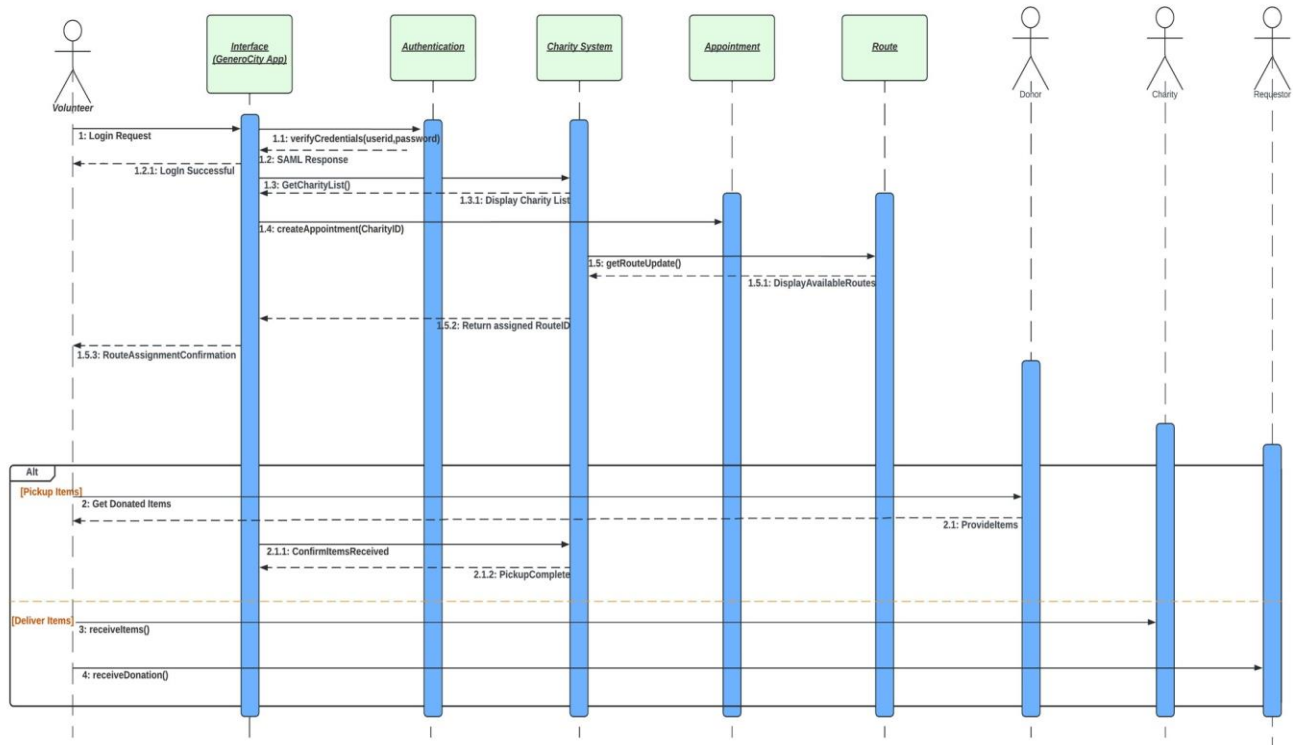 Interface
(GeneroCity App)
Authentication
Charity System
Appointment
Route
Volunteer
Donor
Charity
Requestor
1: Login Request
1.1: verifyCredentials(userid,password)
1.2: SAML Response
1.2.1: LogIn Successful
1.3: GetCharityList()
1.3.1: Display Charity List
1.4: createAppointment(CharityID)
1.5: getRouteUpdate()
1.5.1: DisplayAvailableRoutes
1.5.2: Return assigned RouteID
1.5.3: RouteAssignmentConfirmation
Alt
[Pickup Items]
2: Get Donated Items
2.1: ProvideItems
2.1.1: ConfirmItemsReceived
2.1.2: PickupComplete
[Deliver Items]
3: receiveItems()
4: receiveDonation()